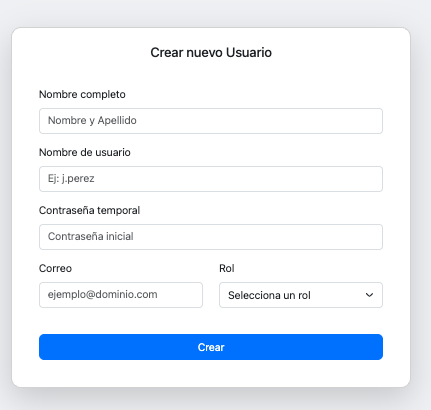 Crear nuevo Usuario
Nombre completo
Nombre y Apellido
Nombre de usuario
Ej: j.perez
Contraseña temporal
Contraseña inicial
Correo
Rol
ejemplo@dominio.com
Selecciona un rol
Crear